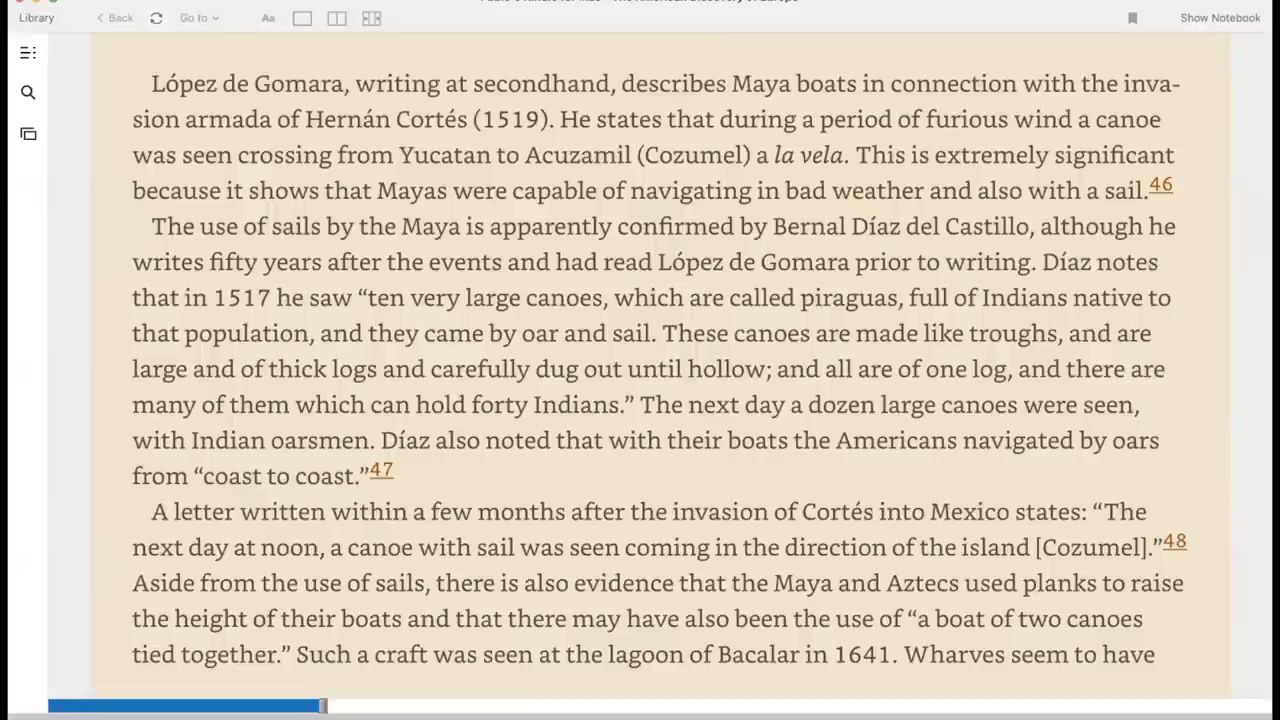 Library
Back
Go to
Aa
Show Notebook
López de Gomara, writing at secondhand, describes Maya boats in connection with the inva-
sion armada of Hernán Cortés (1519). He states that during a period of furious wind a canoe
was seen crossing from Yucatan to Acuzamil (Cozumel) a la vela. This is extremely significant
because it shows that Mayas were capable of navigating in bad weather and also with a sail.46
The use of sails by the Maya is apparently confirmed by Bernal Díaz del Castillo, although he
writes fifty years after the events and had read López de Gomara prior to writing. Díaz notes
that in 1517 he saw “ten very large canoes, which are called piraguas, full of Indians native to
that population, and they came by oar and sail. These canoes are made like troughs, and are
large and of thick logs and carefully dug out until hollow; and all are of one log, and there are
many of them which can hold forty Indians.” The next day a dozen large canoes were seen,
with Indian oarsmen. Díaz also noted that with their boats the Americans navigated by oars
from “coast to coast.”47
A letter written within a few months after the invasion of Cortés into Mexico states: “The
next day at noon, a canoe with sail was seen coming in the direction of the island [Cozumel].”48
Aside from the use of sails, there is also evidence that the Maya and Aztecs used planks to raise
the height of their boats and that there may have also been the use of “a boat of two canoes
tied together.” Such a craft was seen at the lagoon of Bacalar in 1641. Wharves seem to have